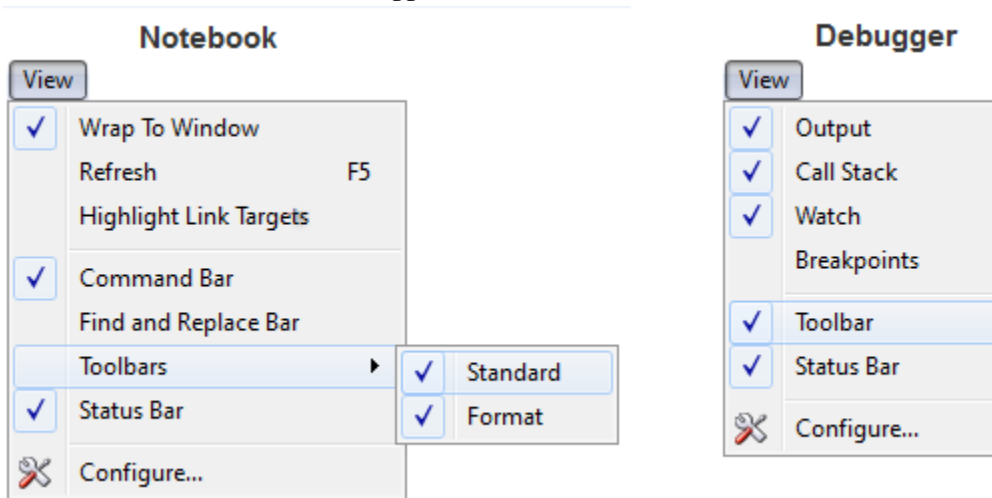 Notebook
View
Wrap To Window
Refresh F5
Highlight Link Targets
Command Bar
Find and Replace Bar
Toolbars
Standard
Format
Status Bar
Configure...
Debugger
View
Output
Call Stack
Watch
Breakpoints
Toolbar
Status Bar
Configure...